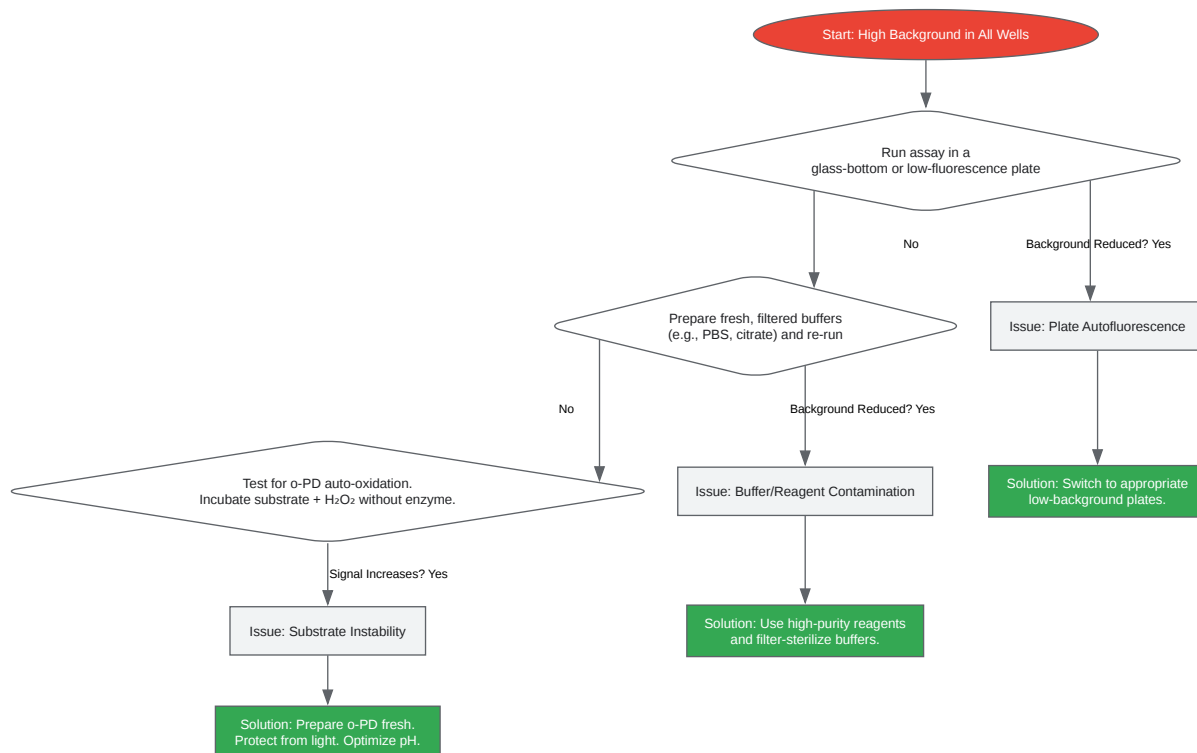 Start: High Background in All Wells
Run assay in a
glass-bottom or low-fluorescence plate
No
Background Reduced? Yes
Prepare fresh, filtered buffers
(e.g., PBS, citrate) and re-run
Issue: Plate Autofluorescence
No
Background Reduced? Yes
Test for o-PD auto-oxidation.
Incubate substrate + H₂O₂ without enzyme.
Issue: Buffer/Reagent Contamination
Solution: Switch to appropriate
low-background plates.
Signal Increases? Yes
Issue: Substrate Instability
Solution: Use high-purity reagents
and filter-sterilize buffers.
Solution: Prepare o-PD fresh.
Protect from light. Optimize pH.